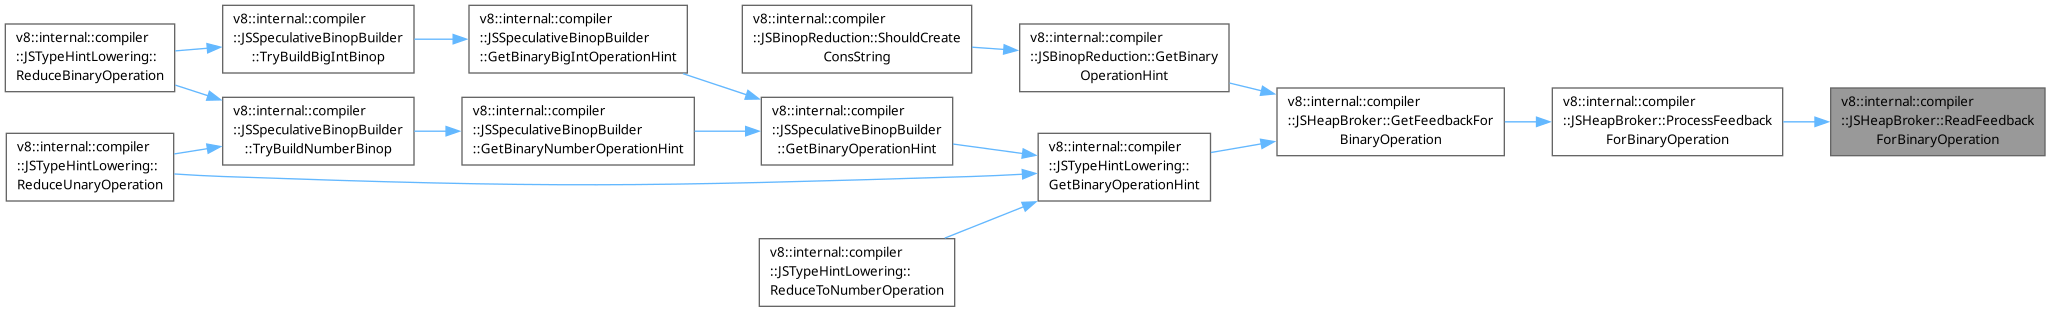 v8::internal::compiler
::JSTypeHintLowering::
ReduceBinaryOperation
v8::internal::compiler
::JSTypeHintLowering::
ReduceUnaryOperation
v8::internal::compiler
::JSSpeculativeBinopBuilder
::TryBuildBigIntBinop
v8::internal::compiler
::JSSpeculativeBinopBuilder
::TryBuildNumberBinop
v8::internal::compiler
::JSSpeculativeBinopBuilder
::GetBinaryBigIntOperationHint
v8::internal::compiler
::JSSpeculativeBinopBuilder
::GetBinaryNumberOperationHint
v8::internal::compiler
::JSBinopReduction::ShouldCreate
ConsString
v8::internal::compiler
::JSSpeculativeBinopBuilder
::GetBinaryOperationHint
v8::internal::compiler
::JSTypeHintLowering::
ReduceToNumberOperation
v8::internal::compiler
::JSBinopReduction::GetBinary
OperationHint
v8::internal::compiler
::JSTypeHintLowering::
GetBinaryOperationHint
v8::internal::compiler
::JSHeapBroker::GetFeedbackFor
BinaryOperation
v8::internal::compiler
::JSHeapBroker::ProcessFeedback
ForBinaryOperation
v8::internal::compiler
::JSHeapBroker::ReadFeedback
ForBinaryOperation